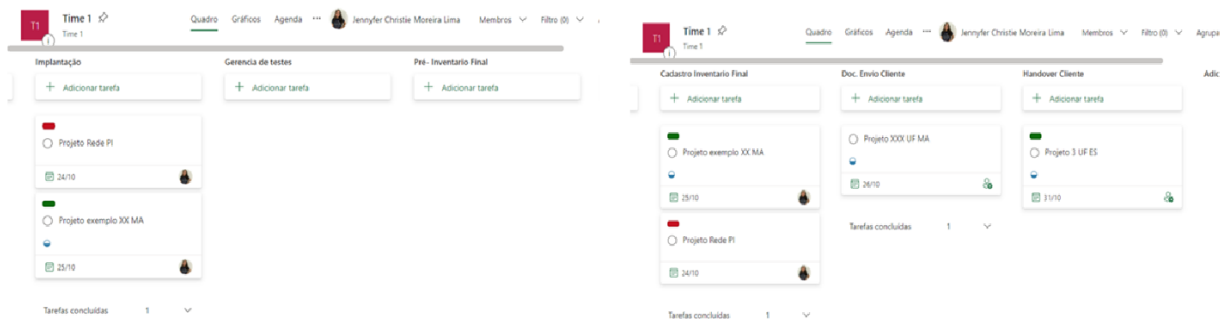 T1
Time 1
Time 1
Quadro Gráficos Agenda ··· Jennyfer Christie Moreira Lima Membros Filtro (0)
Implantação
+ Adicionar tarefa
Projeto Rede PI
24/10
Projeto exemplo XX MA
25/10
Tarefas concluídas 1
Gerencia de testes
+ Adicionar tarefa
Pré- Inventario Final
+ Adicionar tarefa
T1
Time 1
Time 1
Quadro Gráficos Agenda ··· Jennyfer Christie Moreira Lima Membros Filtro (0) Agrupa
Cadastro Inventario Final
+ Adicionar tarefa
Projeto exemplo XX MA
25/10
Projeto Rede PI
24/10
Tarefas concluídas 1
Doc. Envio Cliente
+ Adicionar tarefa
Projeto XXX UF MA
26/10
Tarefas concluídas 1
Handover Cliente
+ Adicionar tarefa
Projeto 3 UF ES
31/10
Adic